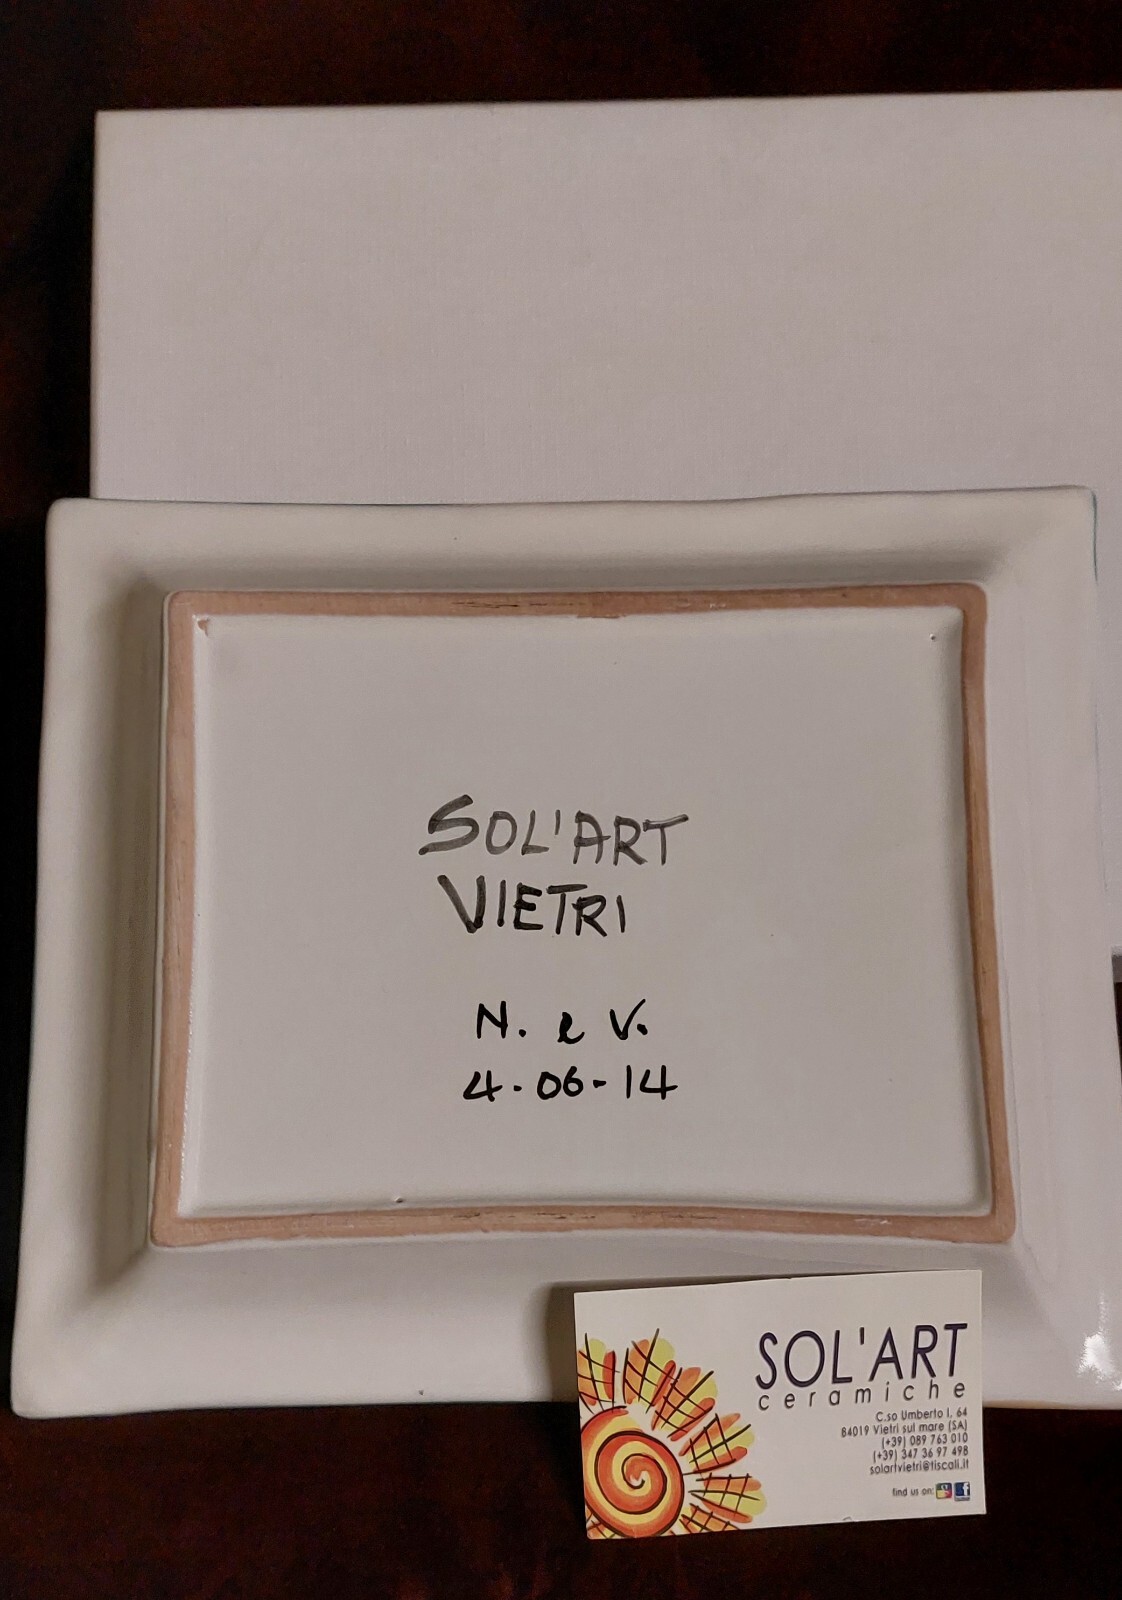 SOL'ART
VIETRI
N. e V.
4-06-14
SOL'ART
ceramiche
C.so Umberto I, 64
84019 Vietri sul mare (SA)
(+39) 089 763 010
(+39) 347 36 97 498
solartvietri@tiscali.it
find us on: